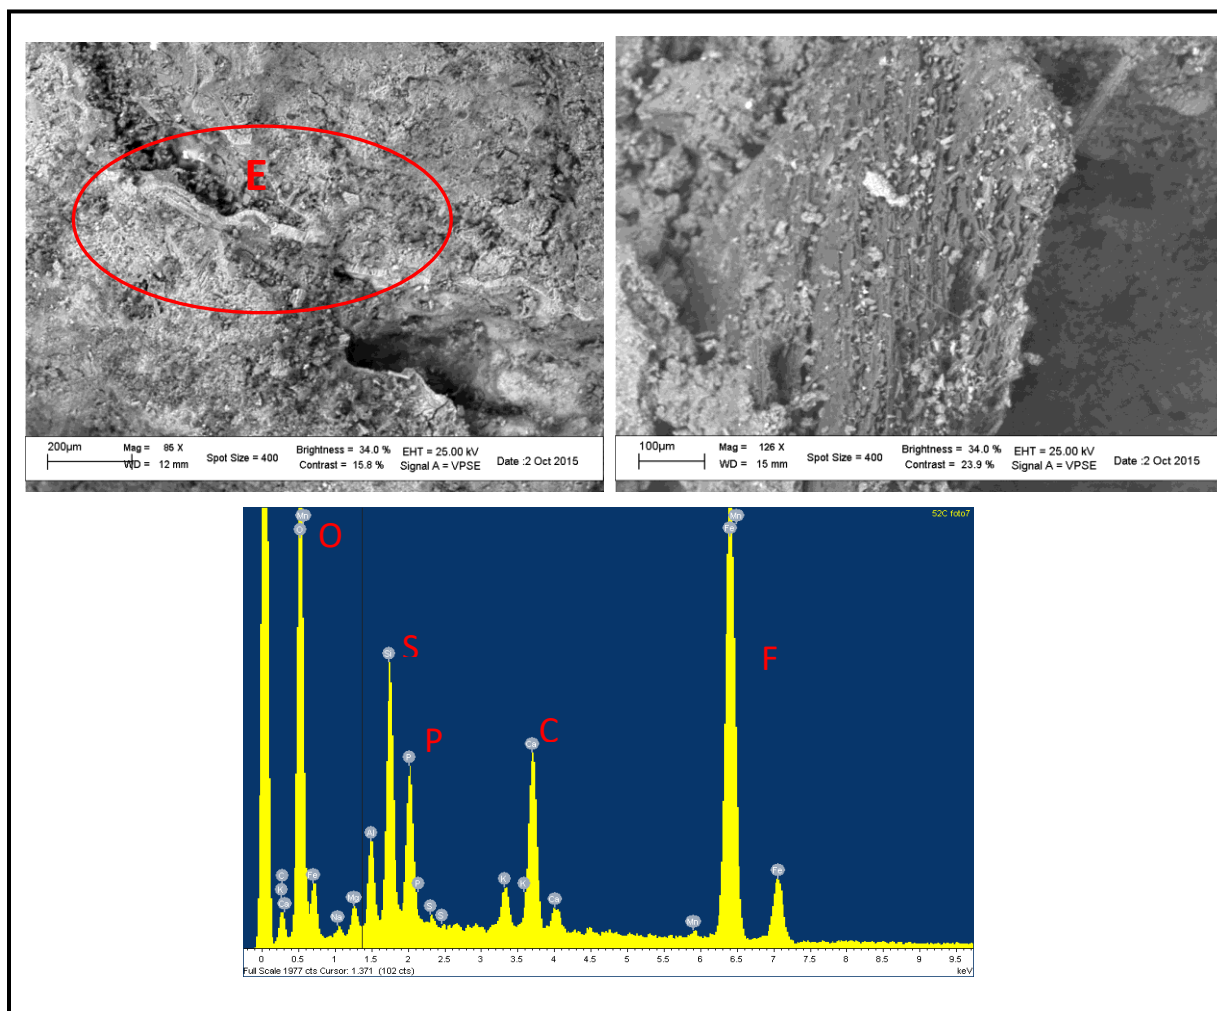 E
200µm Mag = 85 X WD = 12 mm Spot Size = 400 Brightness = 34.0 % Contrast = 15.8 % EHT = 25.00 kV Signal A = VPSE Date :2 Oct 2015
100µm Mag = 126 X WD = 15 mm Spot Size = 400 Brightness = 34.0 % Contrast = 23.9 % EHT = 25.00 kV Signal A = VPSE Date :2 Oct 2015
52C foto7
Mn Mn
O O Fe
S
Si F
P C
P Ca
Al
C Fe K Fe
K P K
Ca Mg Ca
Na S S Mn
0 0.5 1 1.5 2 2.5 3 3.5 4 4.5 5 5.5 6 6.5 7 7.5 8 8.5 9 9.5
Full Scale 1977 cts Cursor: 1.371 (102 cts) keV